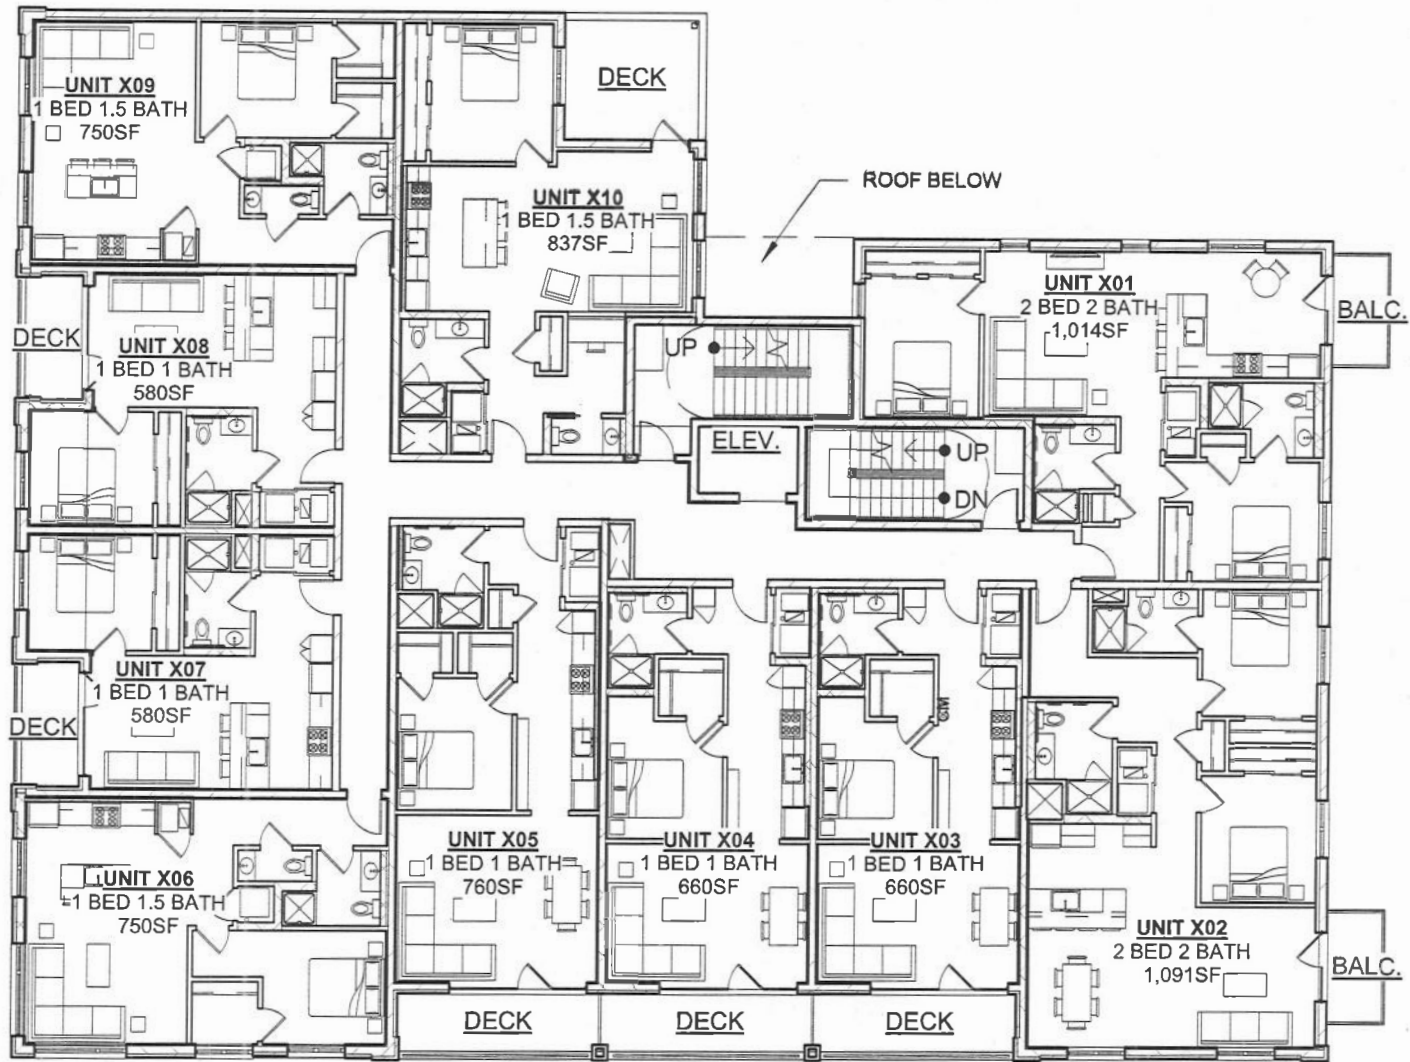 UNIT X09
1 BED 1.5 BATH
750SF
DECK
UNIT X10
1 BED 1.5 BATH
837SF
ROOF BELOW
UNIT X01
2 BED 2 BATH
1,014SF
BALC.
DECK
UNIT X08
1 BED 1 BATH
580SF
UP
ELEV.
UP
DN
UNIT X07
1 BED 1 BATH
580SF
DECK
UNIT X06
1 BED 1.5 BATH
750SF
UNIT X05
1 BED 1 BATH
760SF
UNIT X04
1 BED 1 BATH
660SF
UNIT X03
1 BED 1 BATH
660SF
UNIT X02
2 BED 2 BATH
1,091SF
BALC.
DECK
DECK
DECK